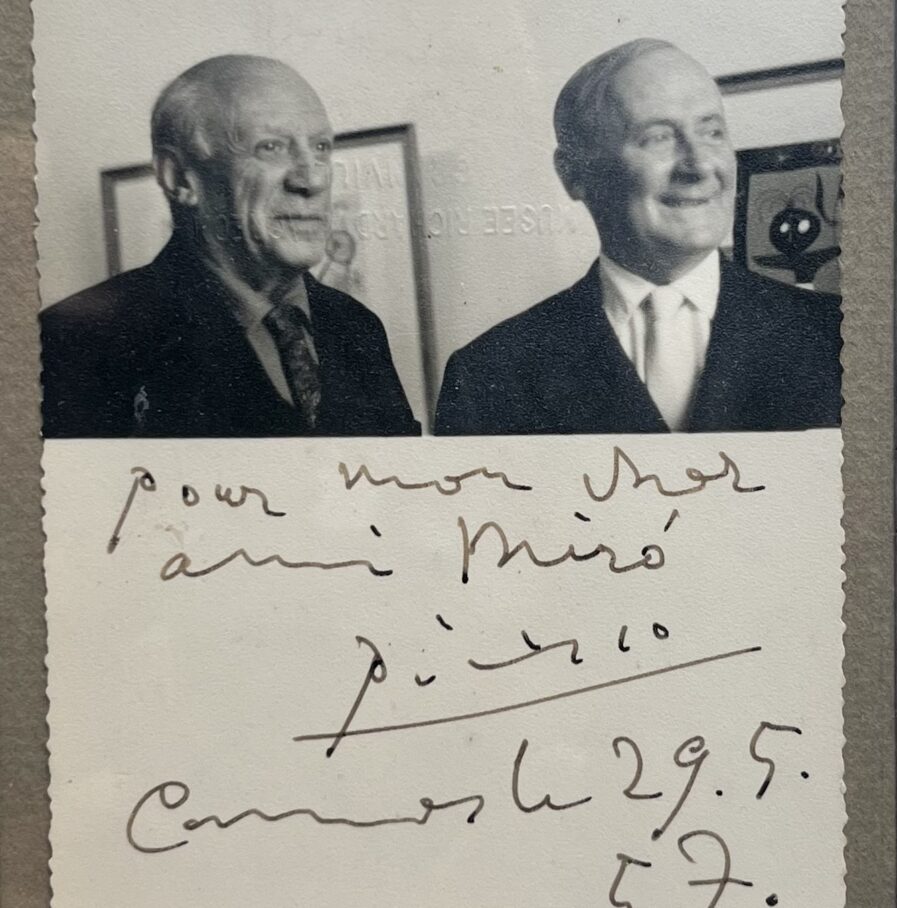 pour mon cher
ami Miró
Picasso
Cannes le 29.5.
57.